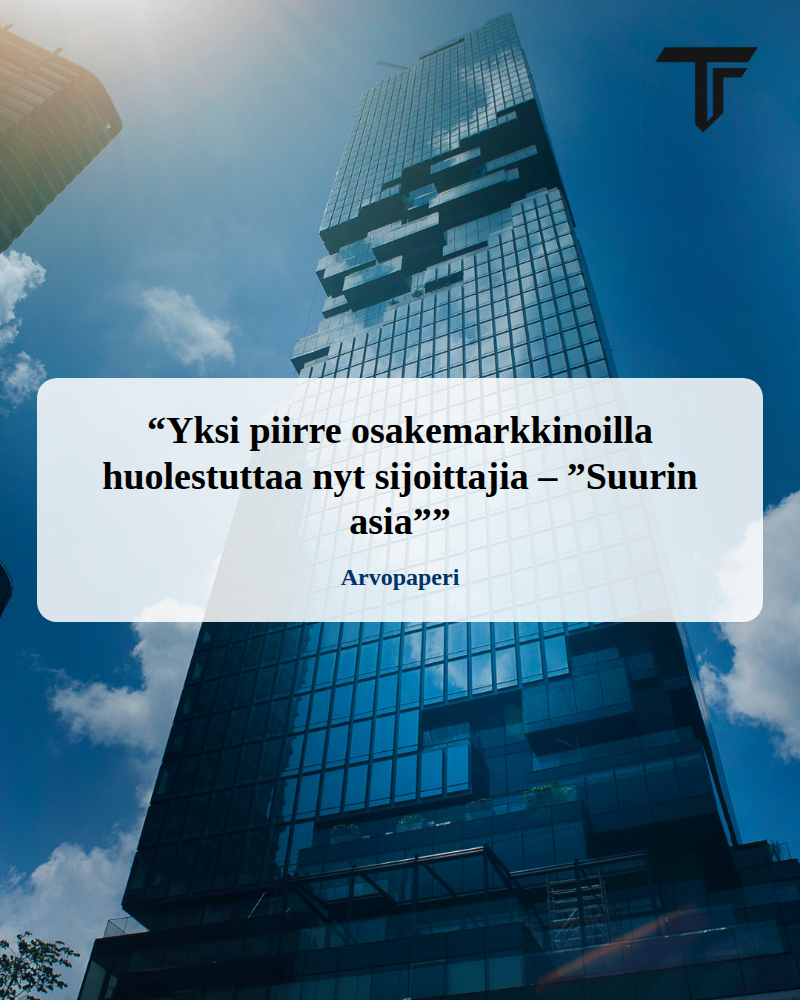 “Yksi piirre osakemarkkinoilla
huolestuttaa nyt sijoittajia – ”Suurin
asia””
Arvopaperi